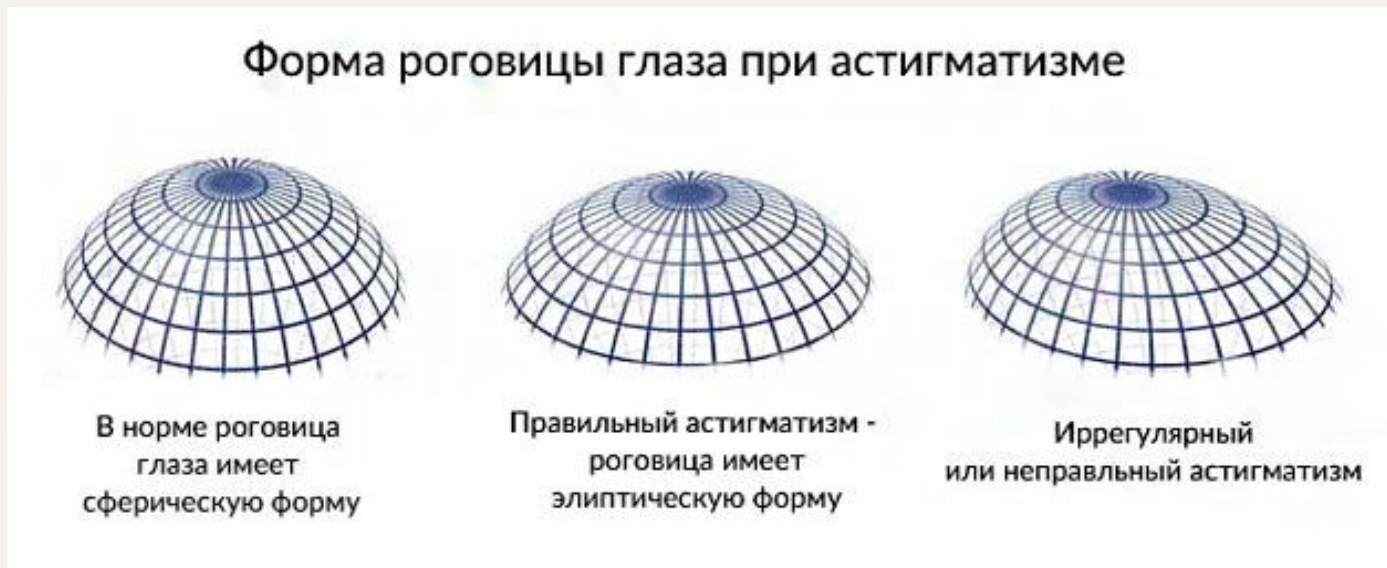 Форма роговицы глаза при астигматизме
В норме роговица
глаза имеет
сферическую форму
Правильный астигматизм -
роговица имеет
элиптическую форму
Иррегулярный
или неправльный астигматизм